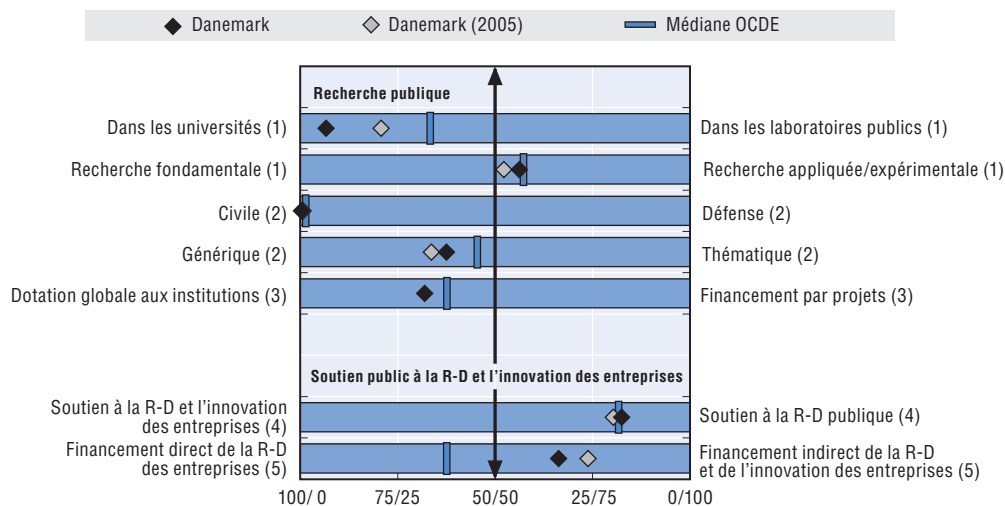 Danemark
Danemark (2005)
Médiane OCDE
Recherche publique
Dans les universités (1)
Dans les laboratoires publics (1)
Recherche fondamentale (1)
Recherche appliquée/expérimentale (1)
Civile (2)
Défense (2)
Générique (2)
Thématique (2)
Dotation globale aux institutions (3)
Financement par projets (3)
Soutien public à la R-D et l'innovation des entreprises
Soutien à la R-D et l'innovation
des entreprises (4)
Soutien à la R-D publique (4)
Financement direct de la R-D
des entreprises (5)
Financement indirect de la R-D
et de l'innovation des entreprises (5)
100/ 0
75/25
50/50
25/75
0/100